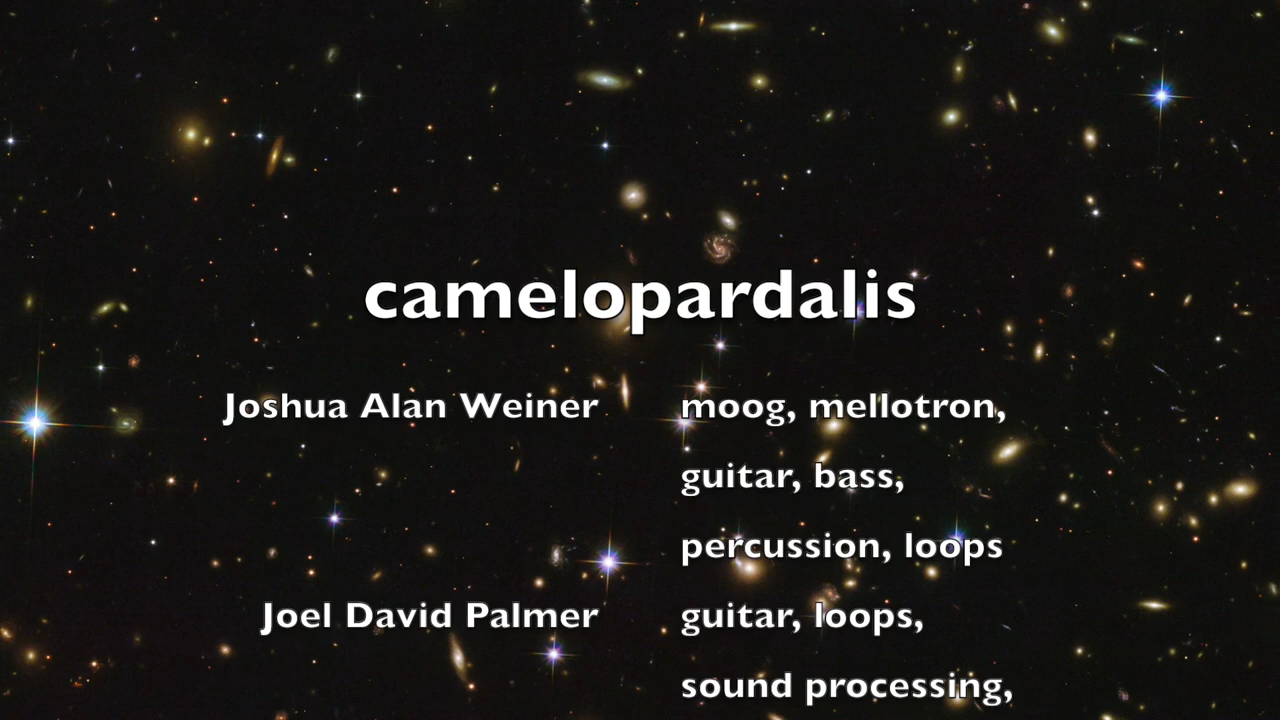 camelopardalis
Joshua Alan Weiner moog, mellotron,
guitar, bass,
percussion, loops
Joel David Palmer guitar, loops,
sound processing,